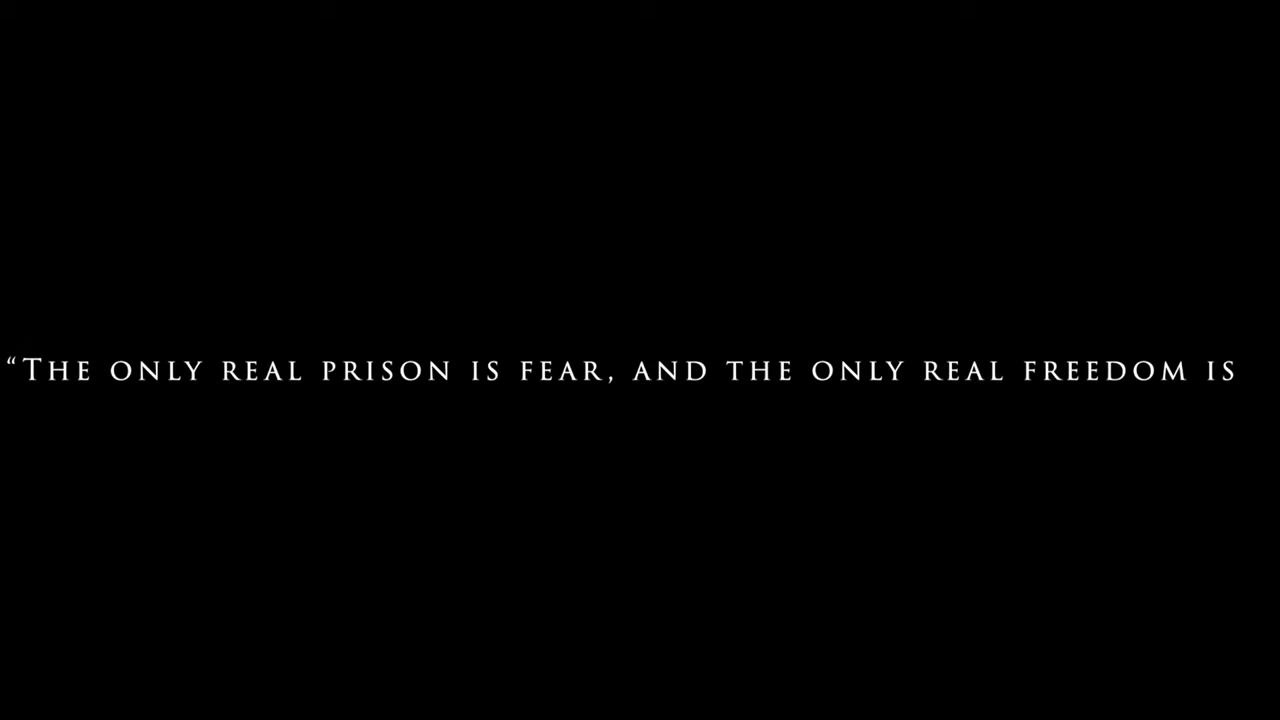 “The only real prison is fear, and the only real freedom is